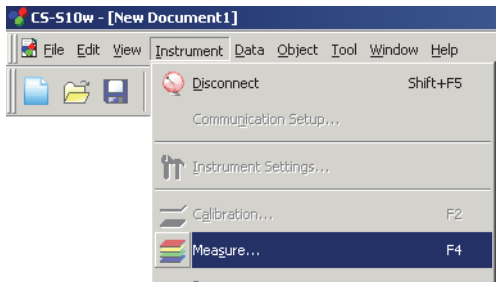 CS-S10w - [New Document1]
File Edit View Instrument Data Object Tool Window Help
Disconnect Shift+F5
Communication Setup...
Instrument Settings...
Calibration... F2
Measure... F4